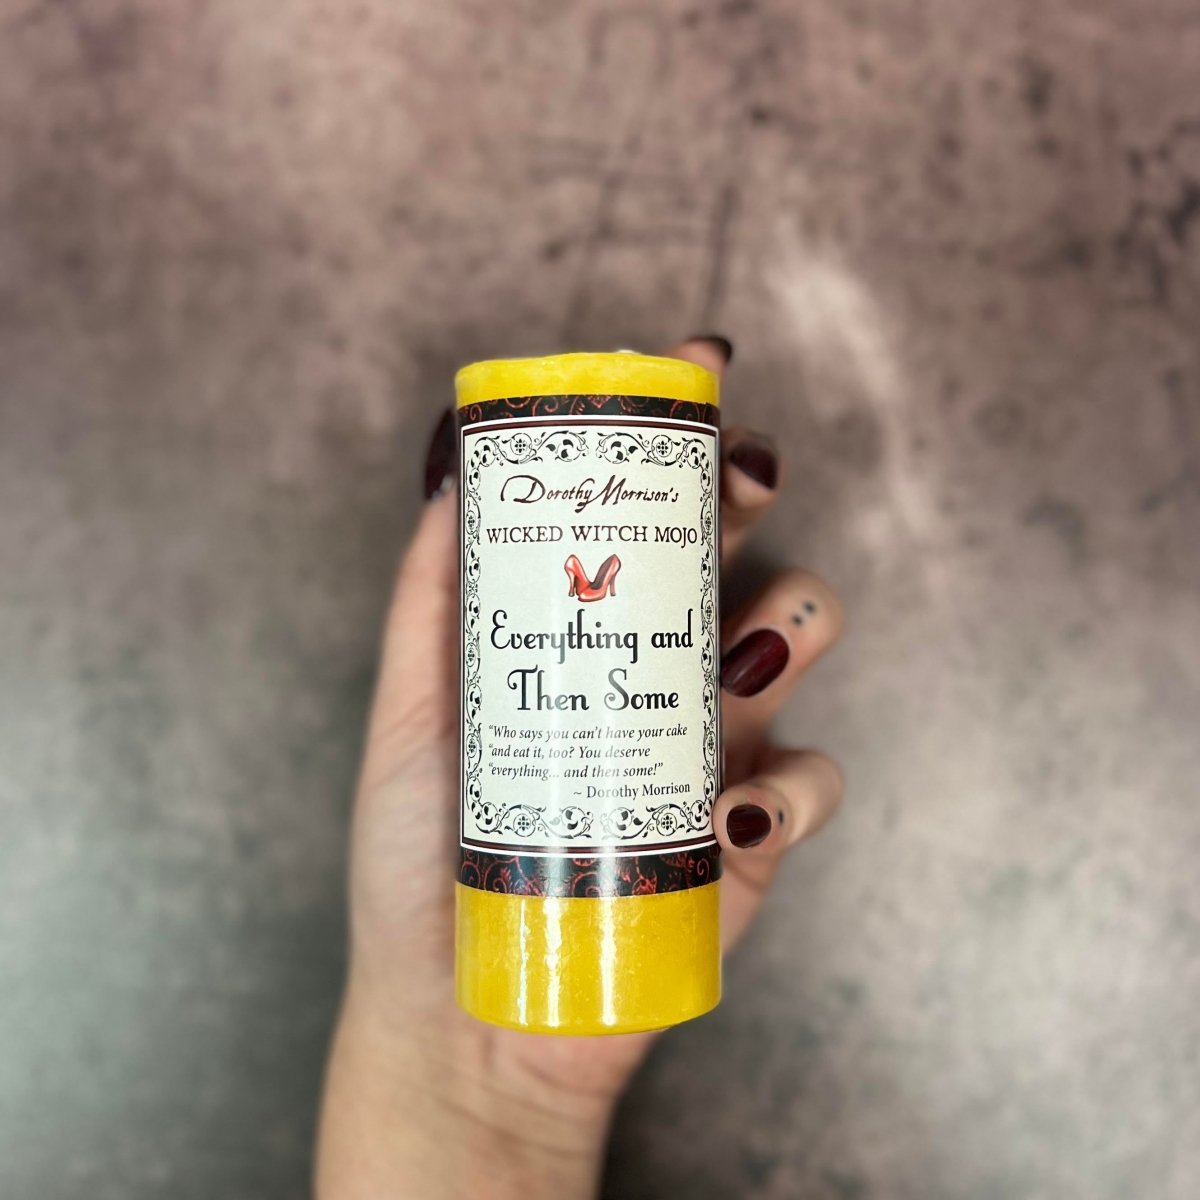 Dorothy Morrison's
WICKED WITCH MOJO
Everything and
Then Some
“Who says you can't have your cake
“and eat it, too? You deserve
“everything... and then some!”
~ Dorothy Morrison